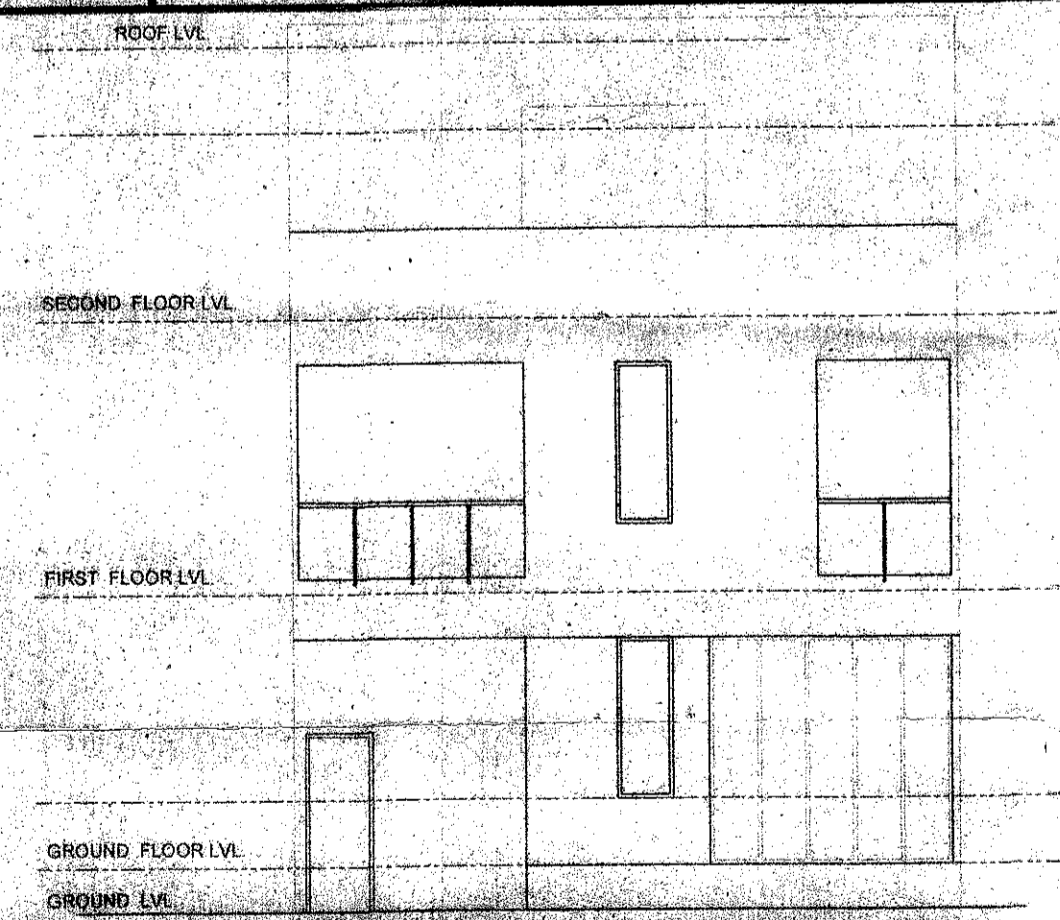 ROOF LVL
SECOND FLOOR LVL
FIRST FLOOR LVL
GROUND FLOOR LVL
GROUND LVL